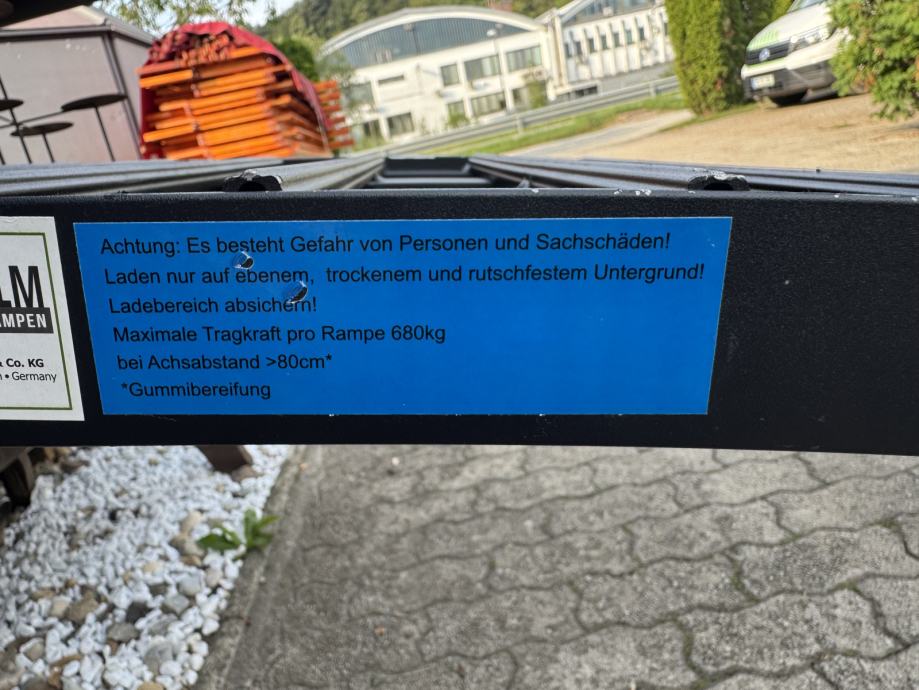 Achtung: Es besteht Gefahr von Personen und Sachschäden!
Laden nur auf ebenem, trockenem und rutschfestem Untergrund!
Ladebereich absichern!
Maximale Tragkraft pro Rampe 680kg
bei Achsabstand >80cm*
*Gummibereifung
LM
AMPEN
& Co. KG
• Germany